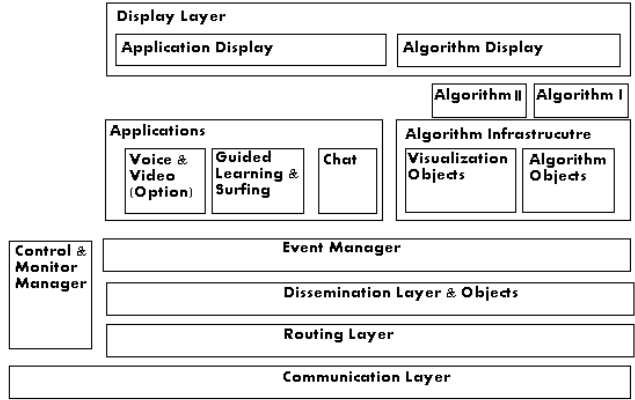 Display Layer
Application Display
Algorithm Display
Algorithm II
Algorithm I
Applications
Voice &
Video
(Option)
Guided
Learning &
Surfing
Chat
Algorithm Infrastrucutre
Visualization
Objects
Algorithm
Objects
Control &
Monitor
Manager
Event Manager
Dissemination Layer & Objects
Routing Layer
Communication Layer